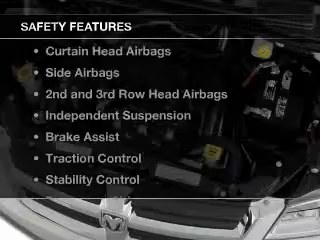 SAFETY FEATURES
• Curtain Head Airbags
• Side Airbags
• 2nd and 3rd Row Head Airbags
• Independent Suspension
• Brake Assist
• Traction Control
• Stability Control